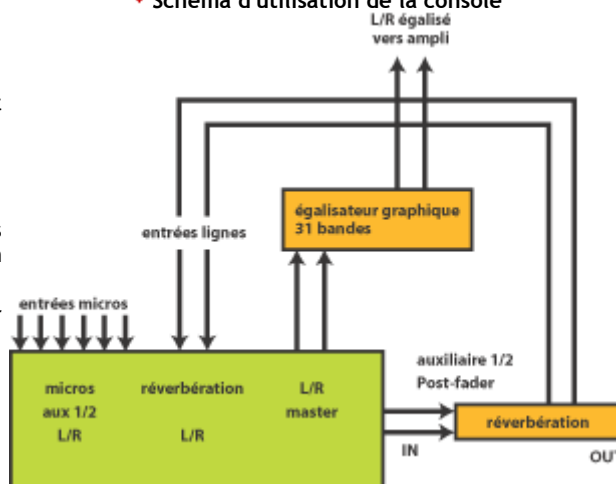 Schéma d'utilisation de la console
L/R égalisé
vers ampli
égalisateur graphique
31 bandes
entrées lignes
entrées micros
auxiliaire 1/2
Post-fader
micros
aux 1/2
L/R
réverbération
L/R
L/R
master
réverbération
IN
OUT